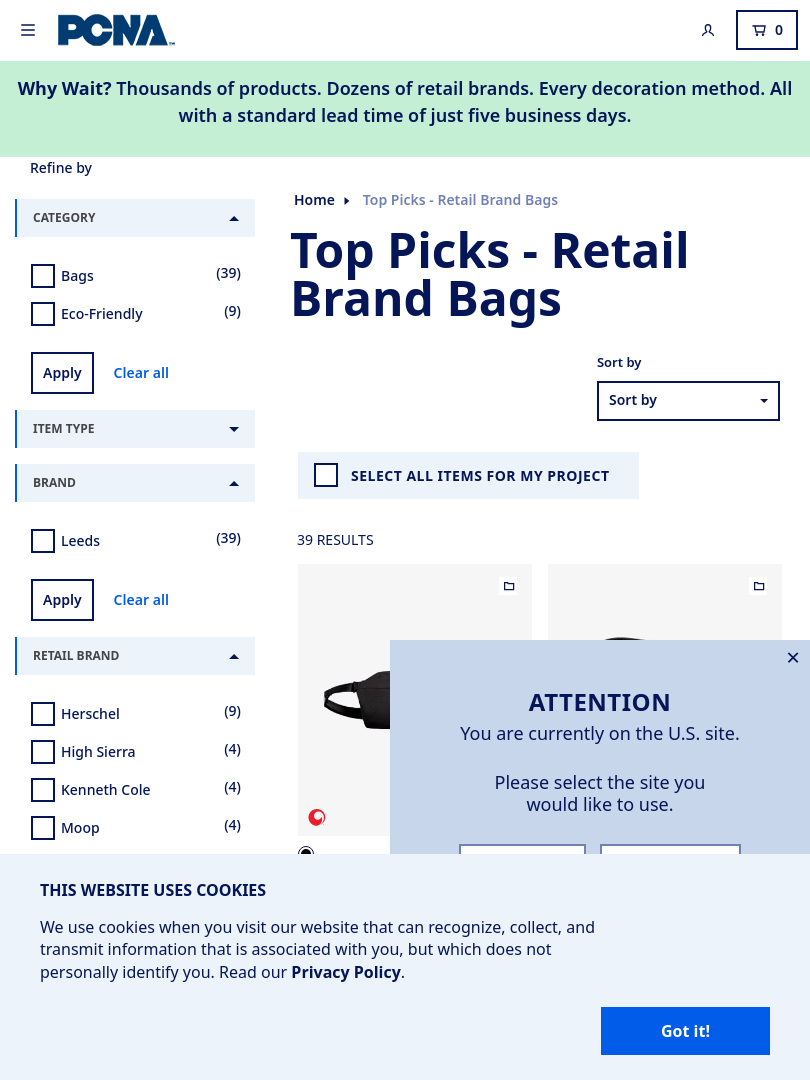 PCNA
0
Why Wait? Thousands of products. Dozens of retail brands. Every decoration method. All
with a standard lead time of just five business days.
Refine by
CATEGORY
Bags (39)
Eco-Friendly (9)
Apply Clear all
ITEM TYPE
BRAND
Leeds (39)
Apply Clear all
RETAIL BRAND
Herschel (9)
High Sierra (4)
Kenneth Cole (4)
Moop (4)
Home Top Picks - Retail Brand Bags
Top Picks - Retail
Brand Bags
Sort by
Sort by
SELECT ALL ITEMS FOR MY PROJECT
39 RESULTS
ATTENTION
You are currently on the U.S. site.
Please select the site you
would like to use.
THIS WEBSITE USES COOKIES
We use cookies when you visit our website that can recognize, collect, and
transmit information that is associated with you, but which does not
personally identify you. Read our Privacy Policy.
Got it!